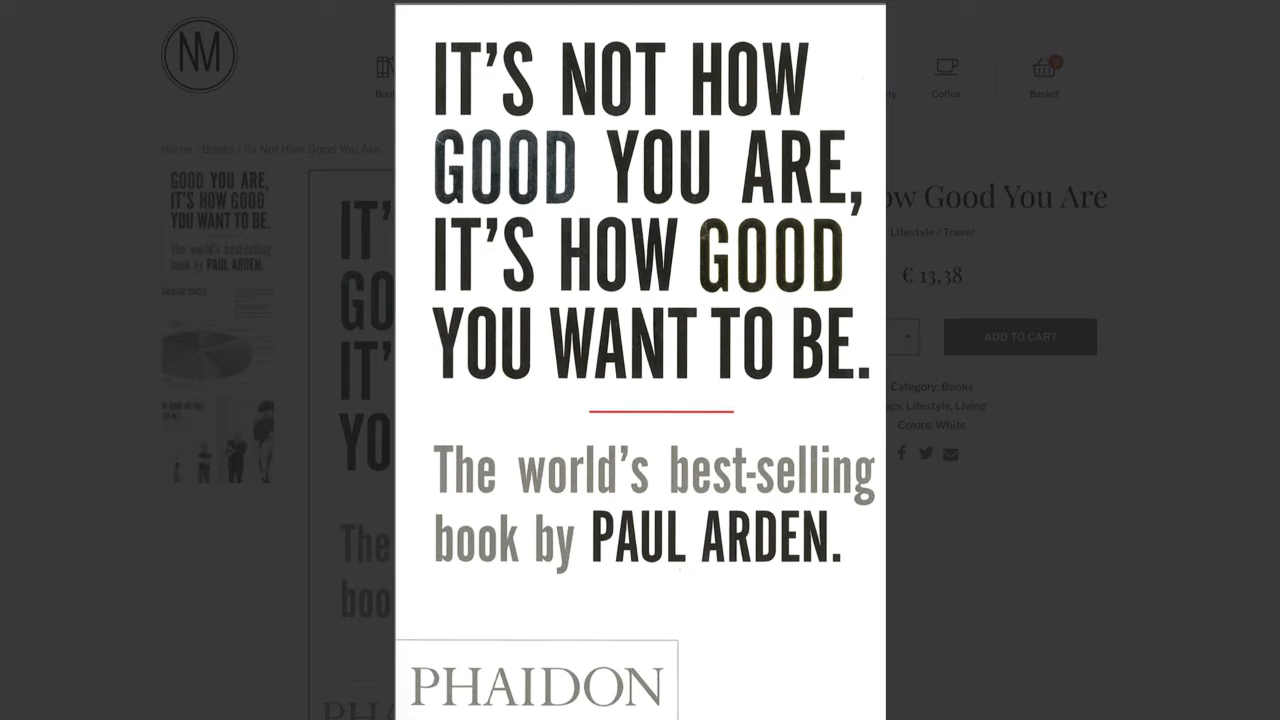 NM
Coffee
Basket
Home / Books / Its Not How Good You Are
GOOD YOU ARE,
IT'S HOW GOOD
YOU WANT TO BE.
The world's best-selling
book by PAUL ARDEN.
IT'S NOT HOW
GOOD YOU ARE,
IT'S HOW GOOD
YOU WANT TO BE.
The world's best-selling
book by PAUL ARDEN.
PHAIDON
Good You Are
Lifestyle / Travel
€ 13,38
ADD TO CART
Category: Books
Lifestyle, Living
Colors: White